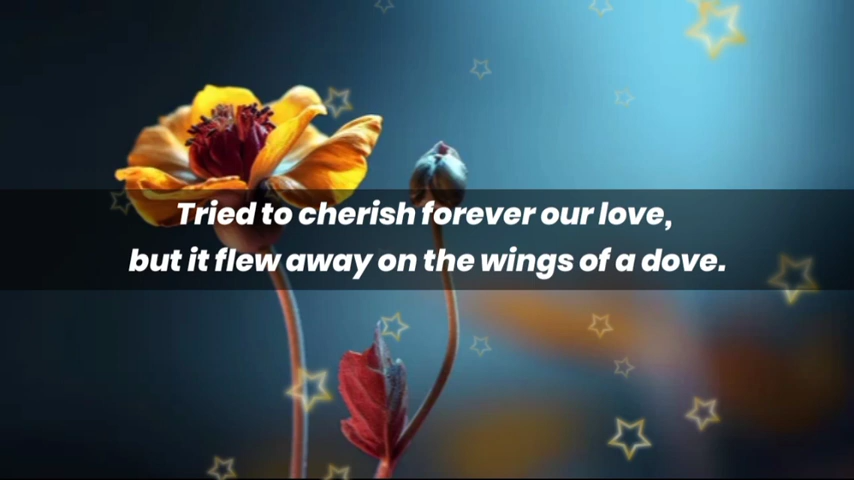 Tried to cherish forever our love,
but it flew away on the wings of a dove.